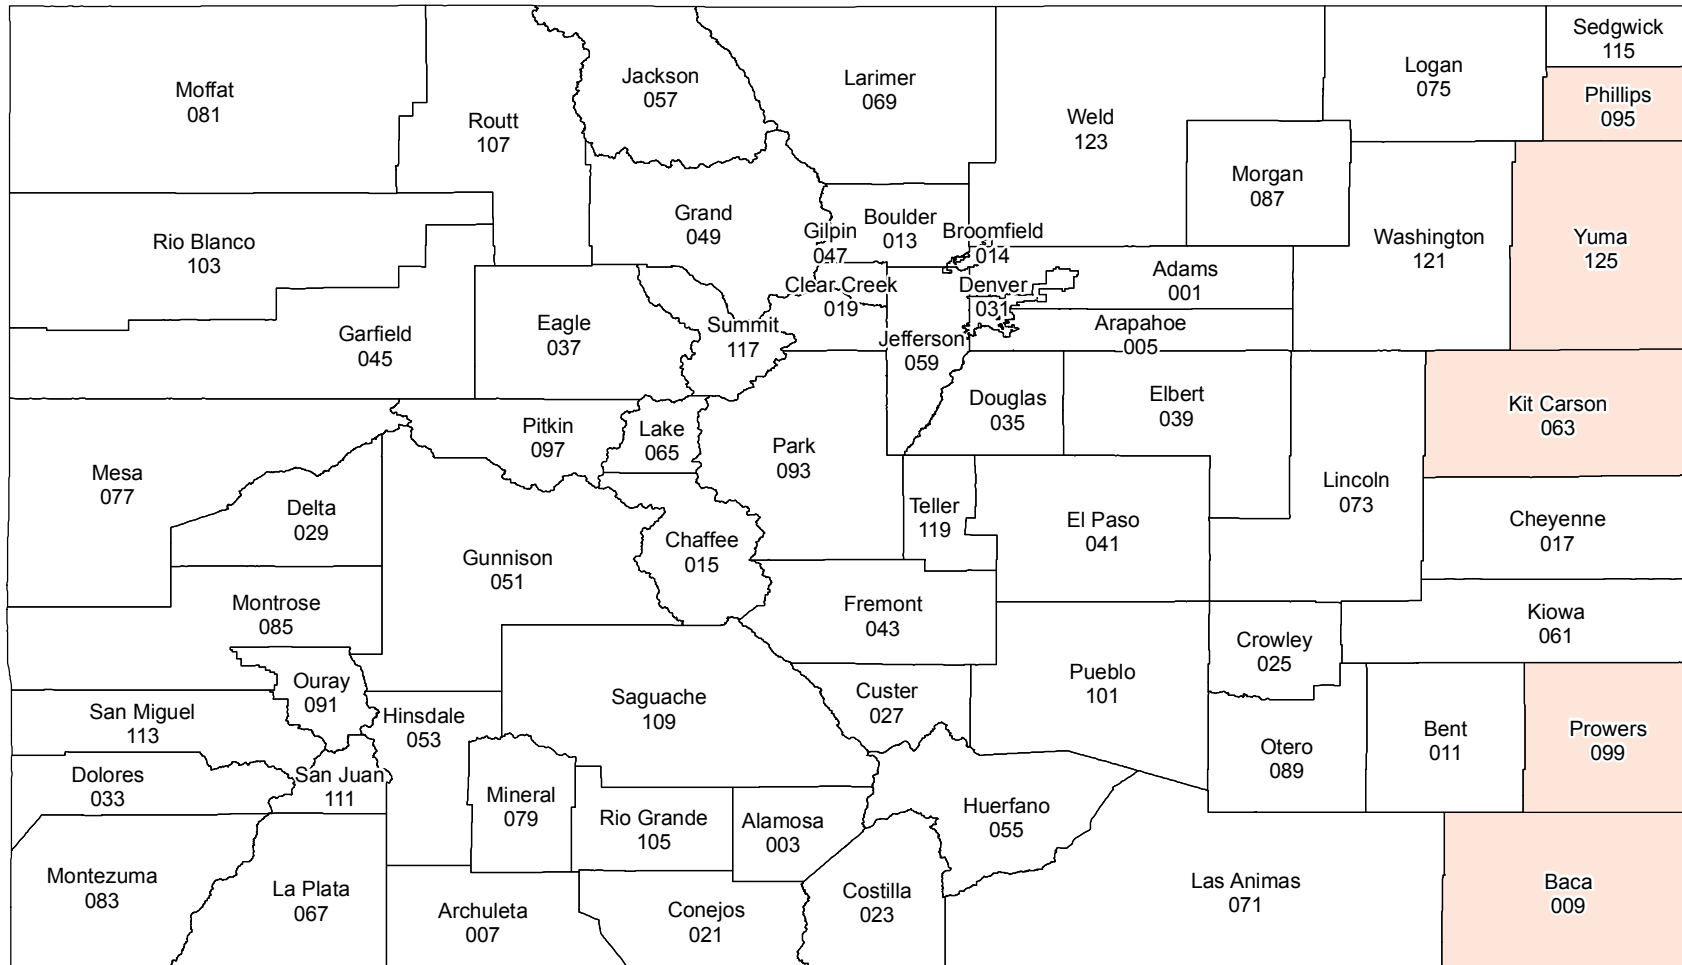 Moffat
081
Routt
107
Jackson
057
Larimer
069
Weld
123
Logan
075
Sedgwick
115
Phillips
095
Morgan
087
Washington
121
Yuma
125
Rio Blanco
103
Grand
049
Gilpin
047
Boulder
013
Broomfield
014
Adams
001
Clear Creek
019
Denver
031
Arapahoe
005
Garfield
045
Eagle
037
Summit
117
Jefferson
059
Douglas
035
Elbert
039
Kit Carson
063
Mesa
077
Pitkin
097
Lake
065
Park
093
Lincoln
073
Delta
029
Gunnison
051
Chaffee
015
Teller
119
El Paso
041
Cheyenne
017
Montrose
085
Fremont
043
Kiowa
061
Crowley
025
Ouray
091
San Miguel
113
Hinsdale
053
Saguache
109
Custer
027
Pueblo
101
Otero
089
Bent
011
Prowers
099
Dolores
033
San Juan
111
Mineral
079
Rio Grande
105
Alamosa
003
Huerfano
055
Montezuma
083
La Plata
067
Archuleta
007
Conejos
021
Costilla
023
Las Animas
071
Baca
009